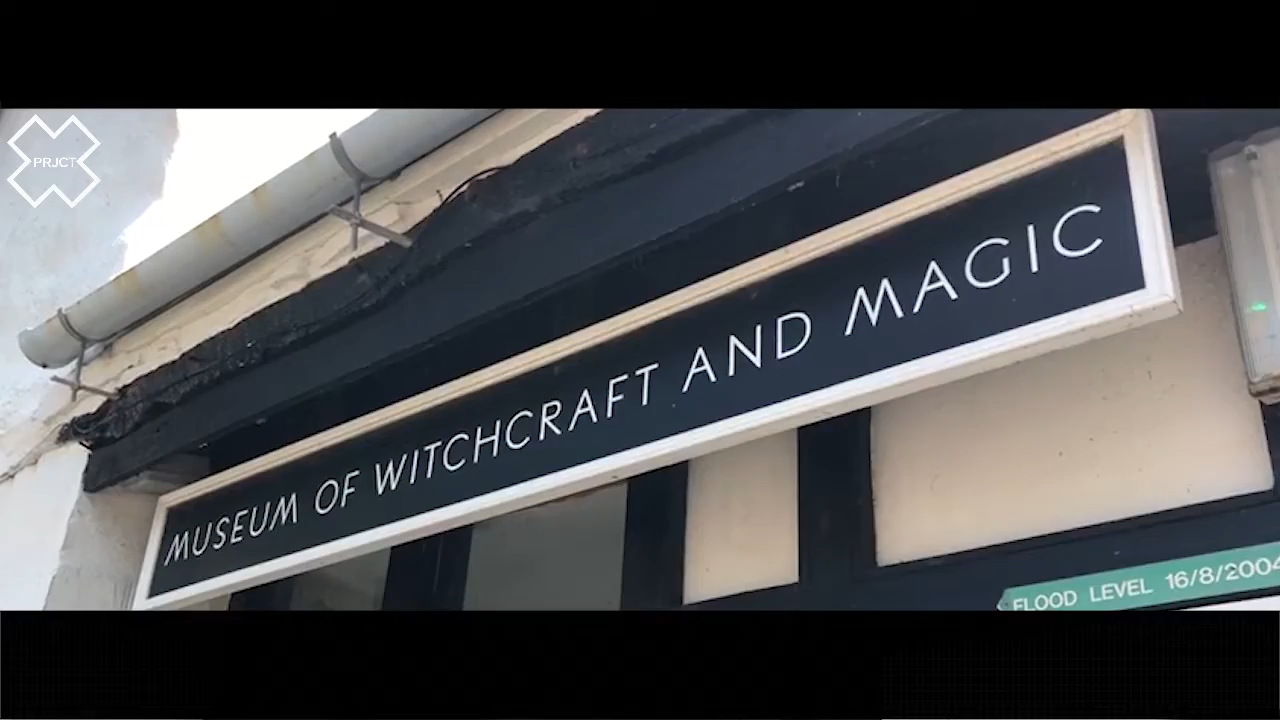 PRJCT
MUSEUM OF WITCHCRAFT AND MAGIC
FLOOD LEVEL 16/8/2004